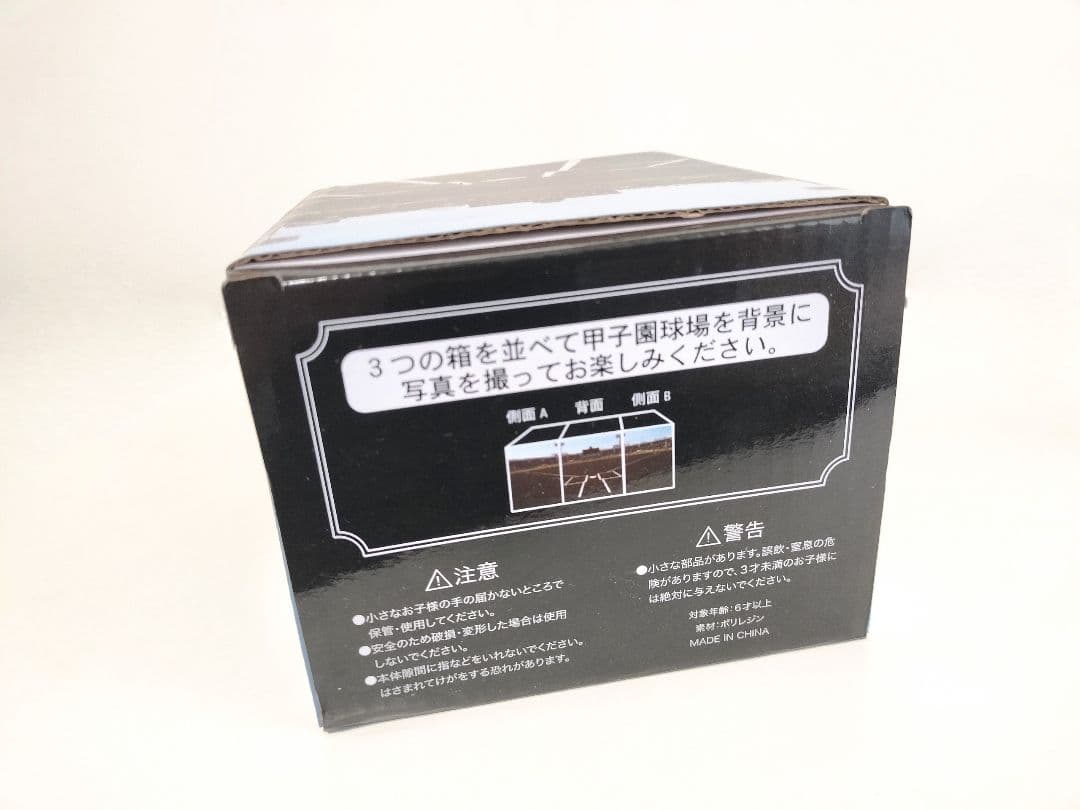 3つの箱を並べて甲子園球場を背景に
写真を撮ってお楽しみください。
側面A 背面 側面B
注意
●小さなお子様の手の届かないところで
保管・使用してください。
●安全のため破損・変形した場合は使用
しないでください。
●本体隙間に指などをいれないでください。
はさまれてけがをする恐れがあります。
警告
●小さな部品があります。誤飲・窒息の危
険がありますので、3才未満のお子様に
は絶対に与えないでください。
対象年齢:6才以上
素材:ポリレジン
MADE IN CHINA